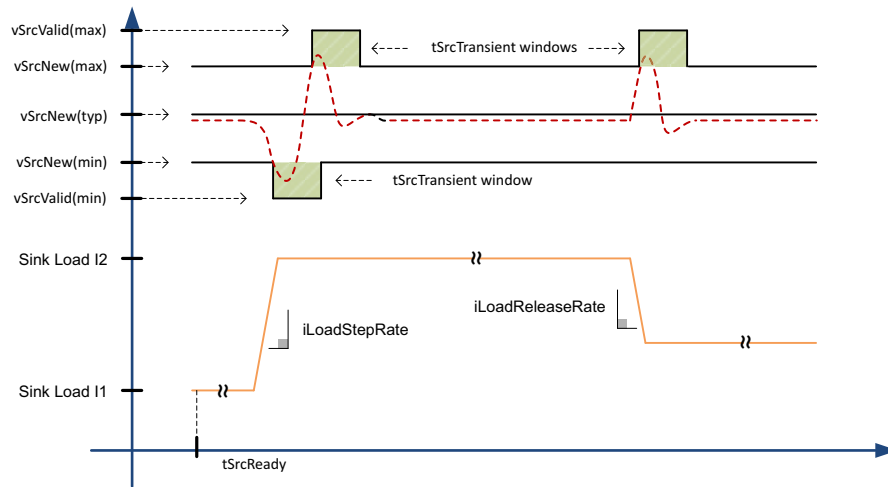 vSrcValid(max)
tSrcTransient windows
vSrcNew(max)
vSrcNew(typ)
vSrcNew(min)
tSrcTransient window
vSrcValid(min)
Sink Load I2
iLoadReleaseRate
iLoadStepRate
Sink Load I1
tSrcReady